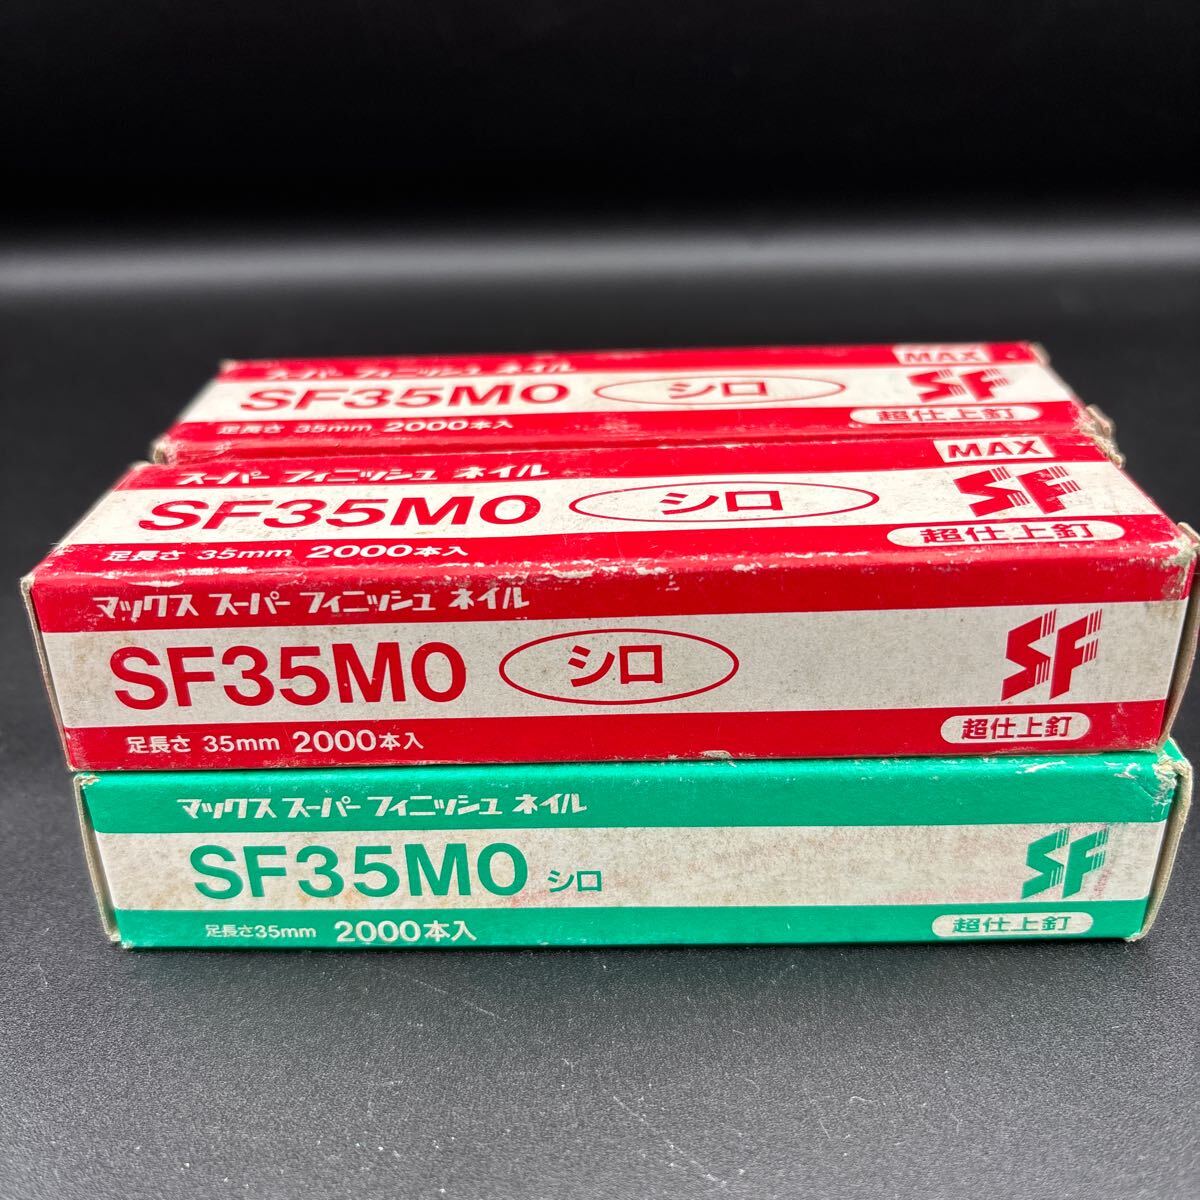 スーパー フィニッシュ ネイル
MAX
SF35M0 シロ SF
足長さ 35mm 2000本入
超仕上釘
スーパー フィニッシュ ネイル
MAX
SF35M0 シロ SF
足長さ 35mm 2000本入
超仕上釘
マックス スーパー フィニッシュ ネイル
SF35M0 シロ SF
足長さ 35mm 2000本入
超仕上釘
マックス スーパー フィニッシュ ネイル
SF35M0 シロ SF
足長さ35mm 2000本入
超仕上釘